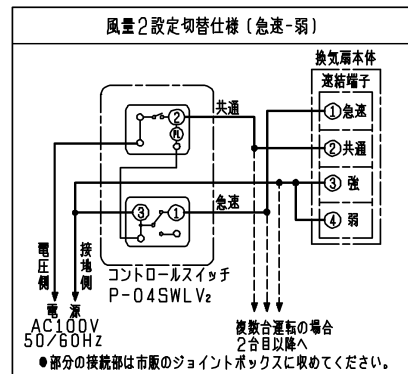 風量2設定切替仕様(急速-弱)
換気扇本体
速結端子
① 急速
② 共通
③ 強
④ 弱
共通
②
PL
急速
③
①
電圧側
接地側
コントロールスイッチ
P-04SWLV2
電源
AC100V
50/60Hz
複数台運転の場合
2台目以降へ
●部分の接続部は市販のジョイントボックスに収めてください。